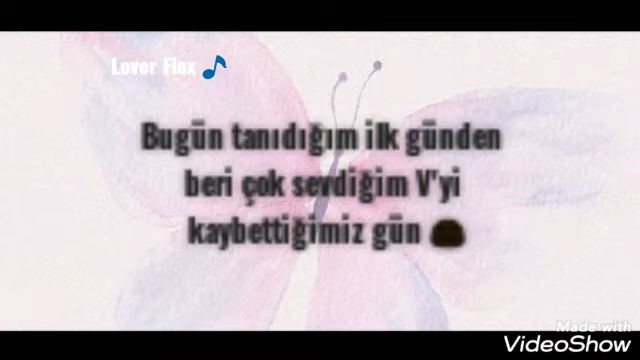 Lover Flex 🎵
Bugün tanıdığım ilk günden
beri çok sevdiğim V'yi
kaybettiğimiz gün
Made with
VideoShow